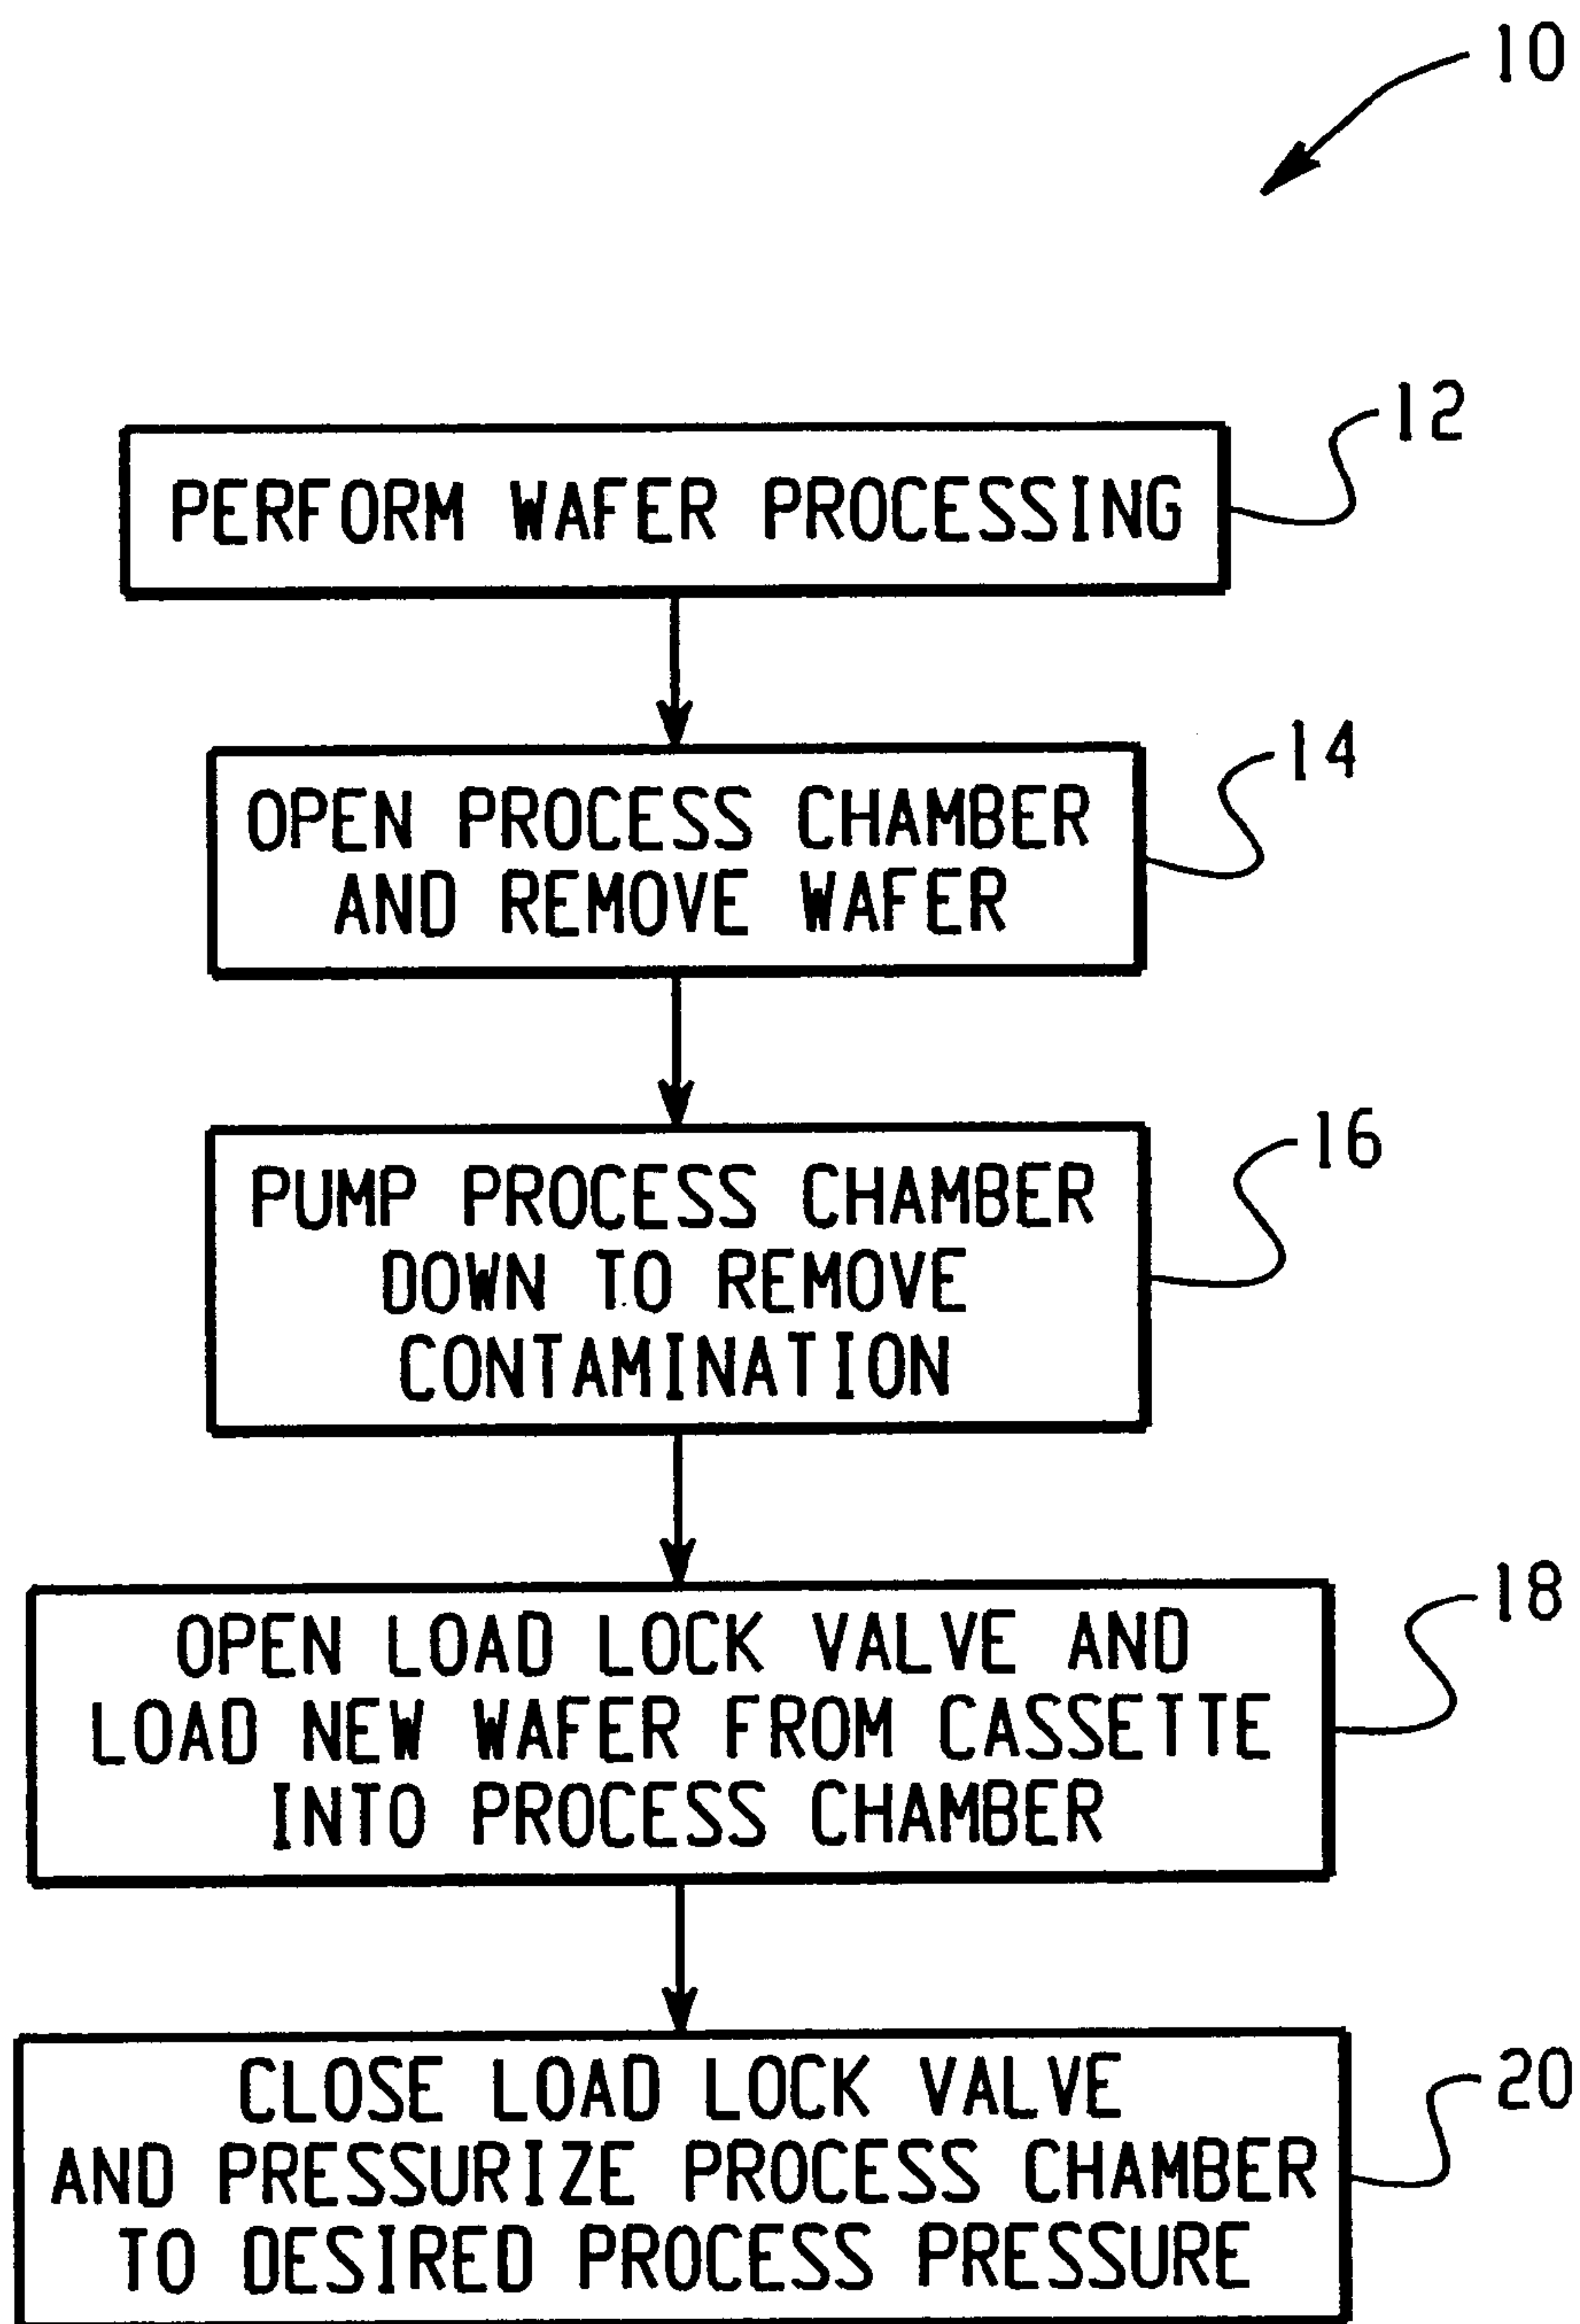 10
12
PERFORM WAFER PROCESSING
14
OPEN PROCESS CHAMBER
AND REMOVE WAFER
16
PUMP PROCESS CHAMBER
DOWN TO REMOVE
CONTAMINATION
18
OPEN LOAD LOCK VALVE AND
LOAD NEW WAFER FROM CASSETTE
INTO PROCESS CHAMBER
20
CLOSE LOAD LOCK VALVE
AND PRESSURIZE PROCESS CHAMBER
TO DESIRED PROCESS PRESSURE